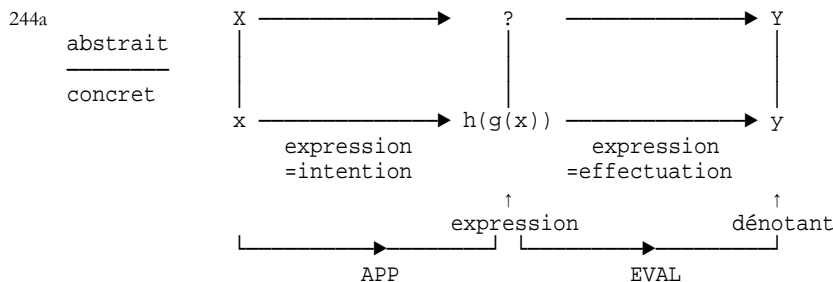 244a X ? Y
abstrait
concret
x h(g(x)) y
expression expression
=intention =effectuation
↑ ↑
expression dénotant
APP EVAL